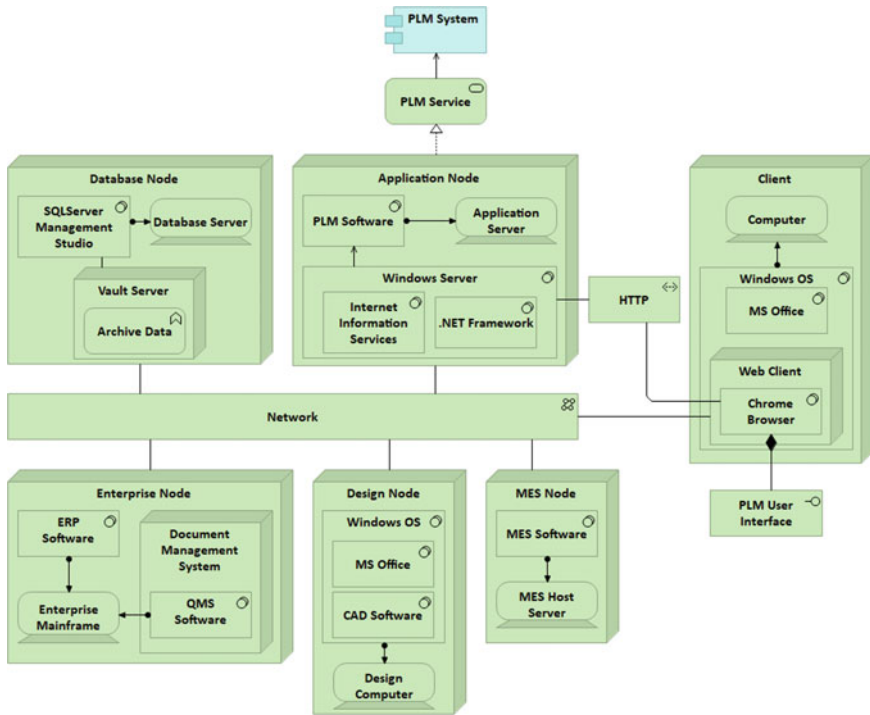 PLM System
PLM Service
Database Node
SQLServer
Management
Studio
Database Server
Vault Server
Archive Data
Application Node
PLM Software
Application
Server
Windows Server
Internet
Information
Services
.NET Framework
HTTP
Client
Computer
Windows OS
MS Office
Web Client
Chrome
Browser
PLM User
Interface
Network
Enterprise Node
ERP
Software
Document
Management
System
Enterprise
Mainframe
QMS
Software
Design Node
Windows OS
MS Office
CAD Software
Design
Computer
MES Node
MES Software
MES Host
Server